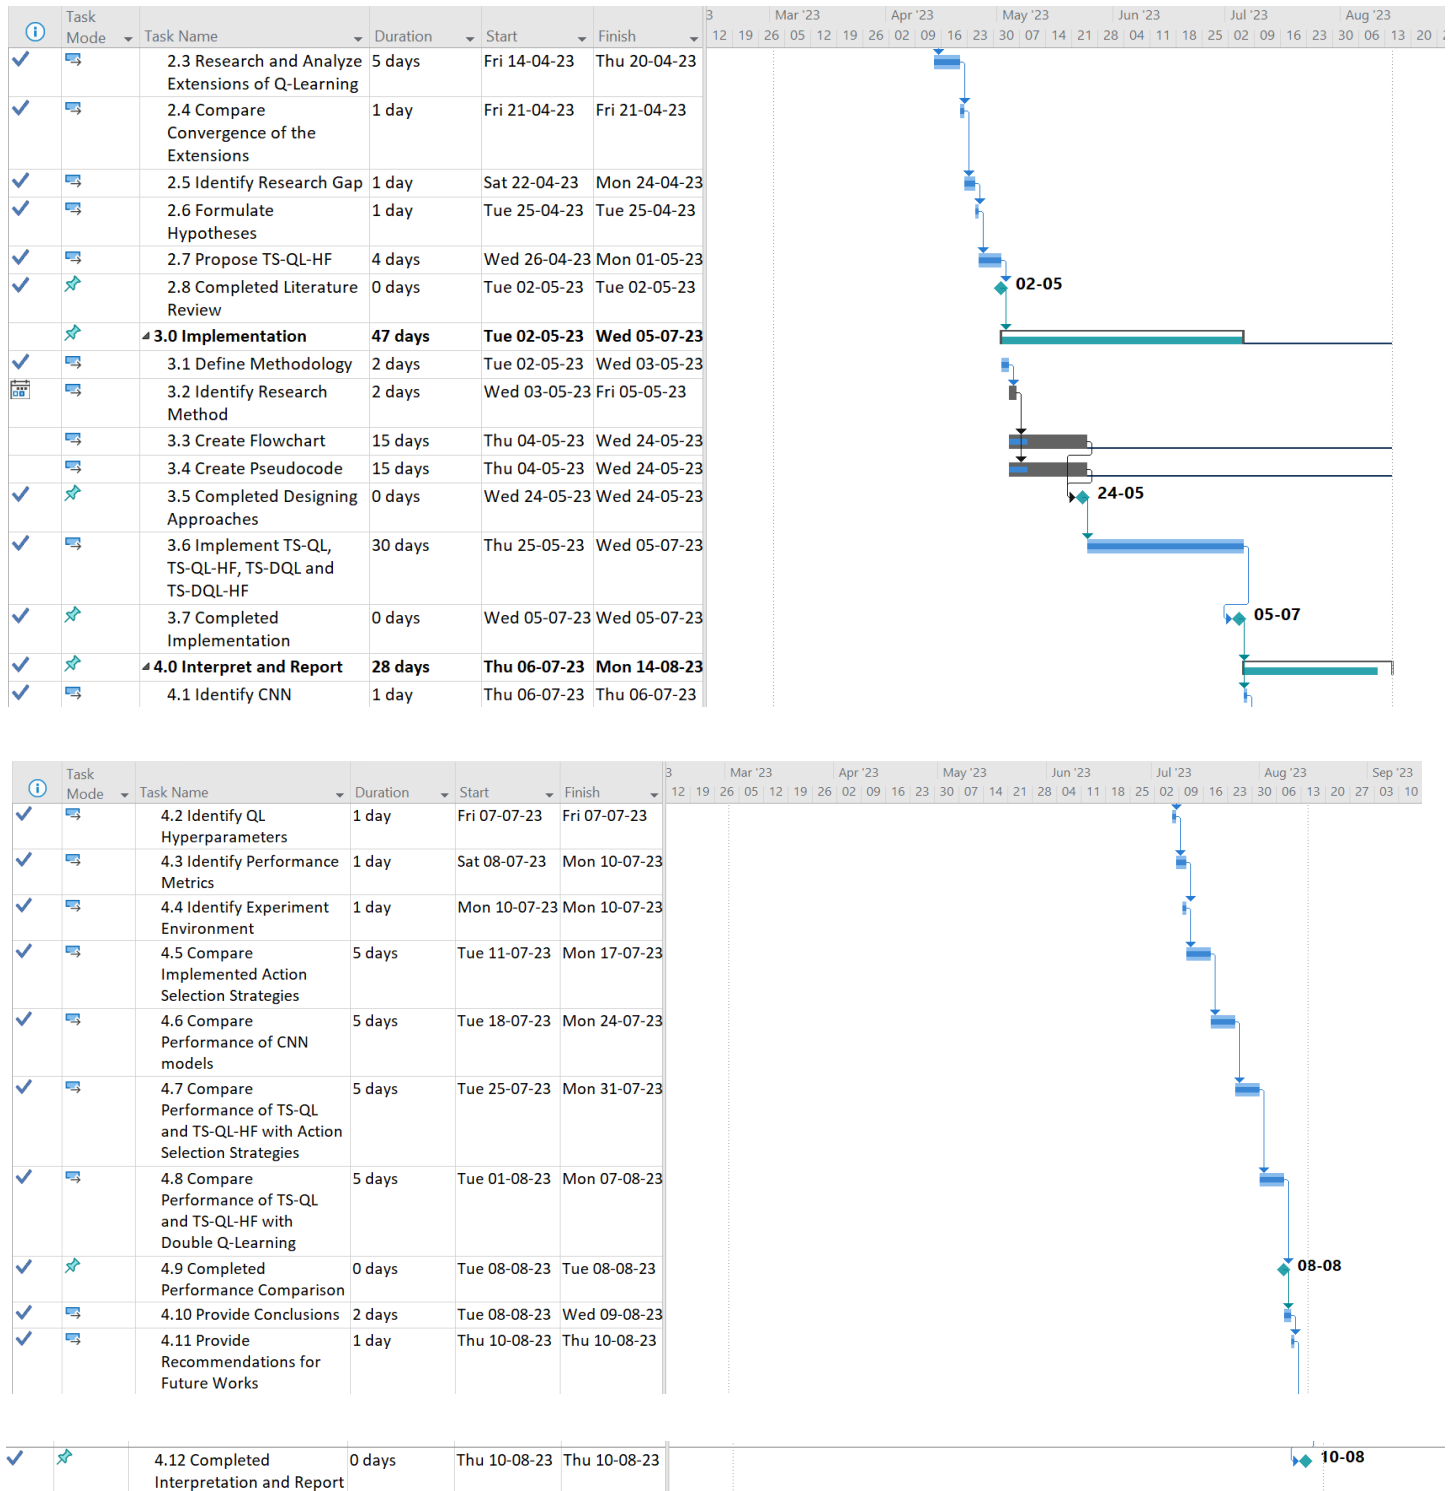 Task Mode Task Name Duration Start Finish
3 Mar '23 Apr '23 May '23 Jun '23 Jul '23 Aug '23
12 19 26 05 12 19 26 02 09 16 23 30 07 14 21 28 04 11 18 25 02 09 16 23 30 06 13 20
2.3 Research and Analyze 5 days Fri 14-04-23 Thu 20-04-23
Extensions of Q-Learning
2.4 Compare 1 day Fri 21-04-23 Fri 21-04-23
Convergence of the
Extensions
2.5 Identify Research Gap 1 day Sat 22-04-23 Mon 24-04-23
2.6 Formulate 1 day Tue 25-04-23 Tue 25-04-23
Hypotheses
2.7 Propose TS-QL-HF 4 days Wed 26-04-23 Mon 01-05-23
2.8 Completed Literature 0 days Tue 02-05-23 Tue 02-05-23 02-05
Review
3.0 Implementation 47 days Tue 02-05-23 Wed 05-07-23
3.1 Define Methodology 2 days Tue 02-05-23 Wed 03-05-23
3.2 Identify Research 2 days Wed 03-05-23 Fri 05-05-23
Method
3.3 Create Flowchart 15 days Thu 04-05-23 Wed 24-05-23
3.4 Create Pseudocode 15 days Thu 04-05-23 Wed 24-05-23
3.5 Completed Designing 0 days Wed 24-05-23 Wed 24-05-23 24-05
Approaches
3.6 Implement TS-QL, 30 days Thu 25-05-23 Wed 05-07-23
TS-QL-HF, TS-DQL and
TS-DQL-HF
3.7 Completed 0 days Wed 05-07-23 Wed 05-07-23 05-07
Implementation
4.0 Interpret and Report 28 days Thu 06-07-23 Mon 14-08-23
4.1 Identify CNN 1 day Thu 06-07-23 Thu 06-07-23
Task Mode Task Name Duration Start Finish
3 Mar '23 Apr '23 May '23 Jun '23 Jul '23 Aug '23 Sep '23
12 19 26 05 12 19 26 02 09 16 23 30 07 14 21 28 04 11 18 25 02 09 16 23 30 06 13 20 27 03 10
4.2 Identify QL 1 day Fri 07-07-23 Fri 07-07-23
Hyperparameters
4.3 Identify Performance 1 day Sat 08-07-23 Mon 10-07-23
Metrics
4.4 Identify Experiment 1 day Mon 10-07-23 Mon 10-07-23
Environment
4.5 Compare 5 days Tue 11-07-23 Mon 17-07-23
Implemented Action
Selection Strategies
4.6 Compare 5 days Tue 18-07-23 Mon 24-07-23
Performance of CNN
models
4.7 Compare 5 days Tue 25-07-23 Mon 31-07-23
Performance of TS-QL
and TS-QL-HF with Action
Selection Strategies
4.8 Compare 5 days Tue 01-08-23 Mon 07-08-23
Performance of TS-QL
and TS-QL-HF with
Double Q-Learning
4.9 Completed 0 days Tue 08-08-23 Tue 08-08-23 08-08
Performance Comparison
4.10 Provide Conclusions 2 days Tue 08-08-23 Wed 09-08-23
4.11 Provide 1 day Thu 10-08-23 Thu 10-08-23
Recommendations for
Future Works
4.12 Completed 0 days Thu 10-08-23 Thu 10-08-23 10-08
Interpretation and Report